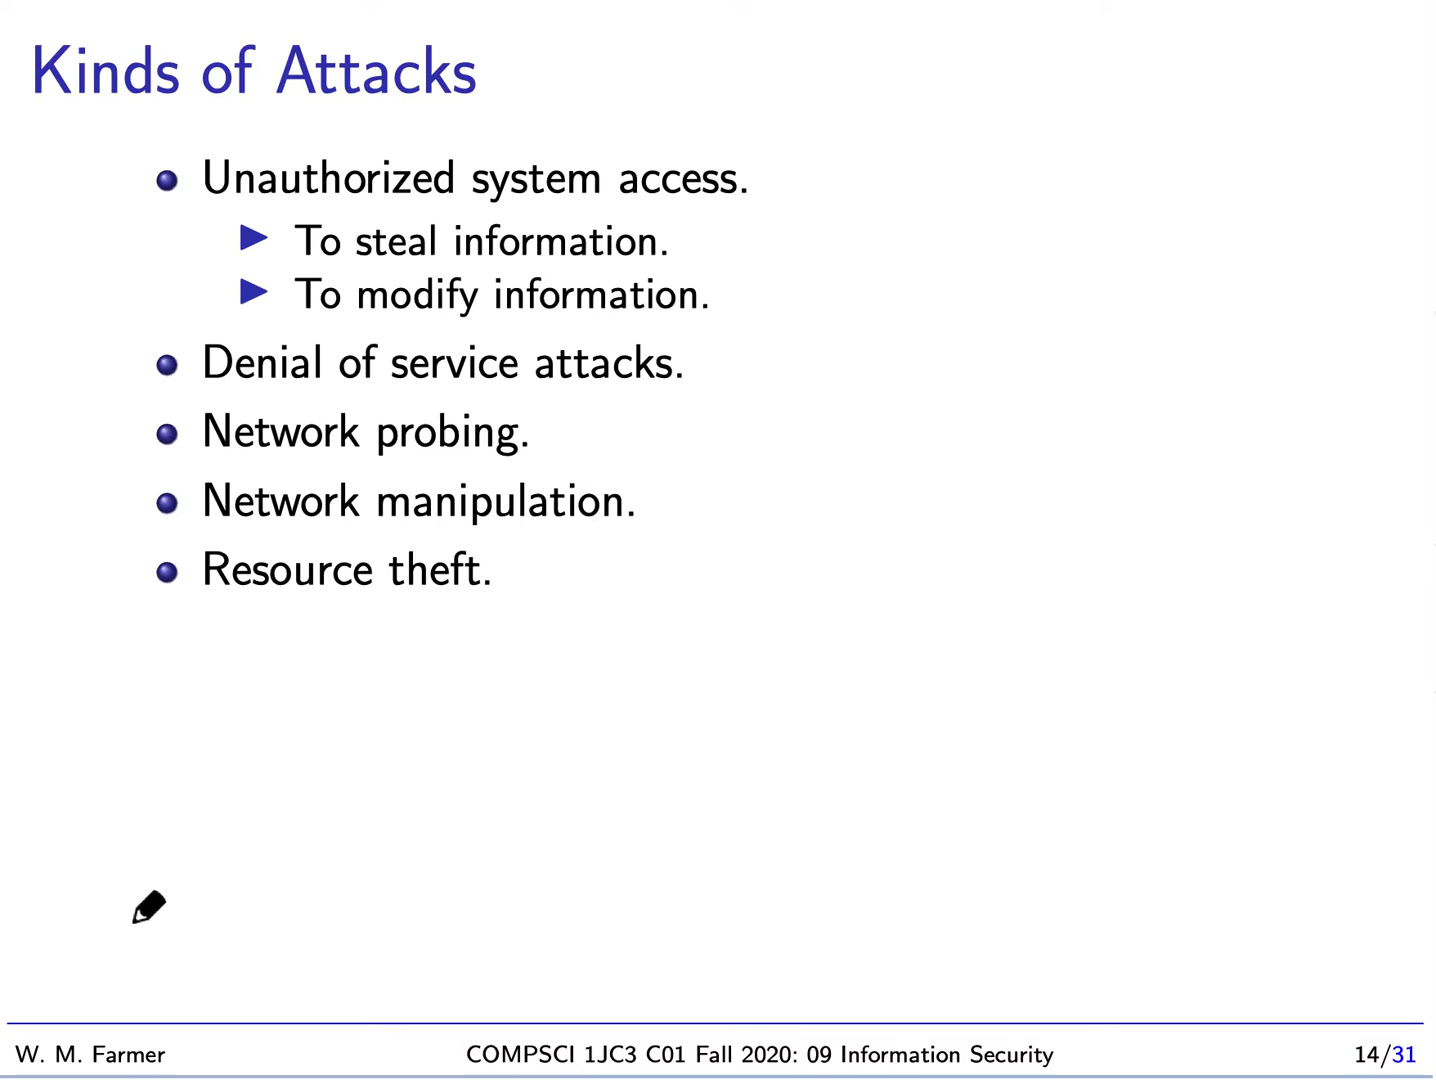 Kinds of Attacks
Unauthorized system access.
To steal information.
To modify information.
Denial of service attacks.
Network probing.
Network manipulation.
Resource theft.
W. M. Farmer COMPSCI 1JC3 C01 Fall 2020: 09 Information Security 14/31